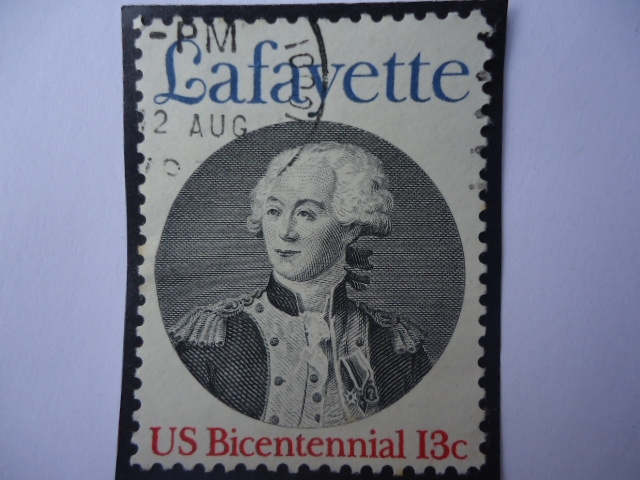 -PM
Lafayette
2 AUG
US Bicentennial 13c